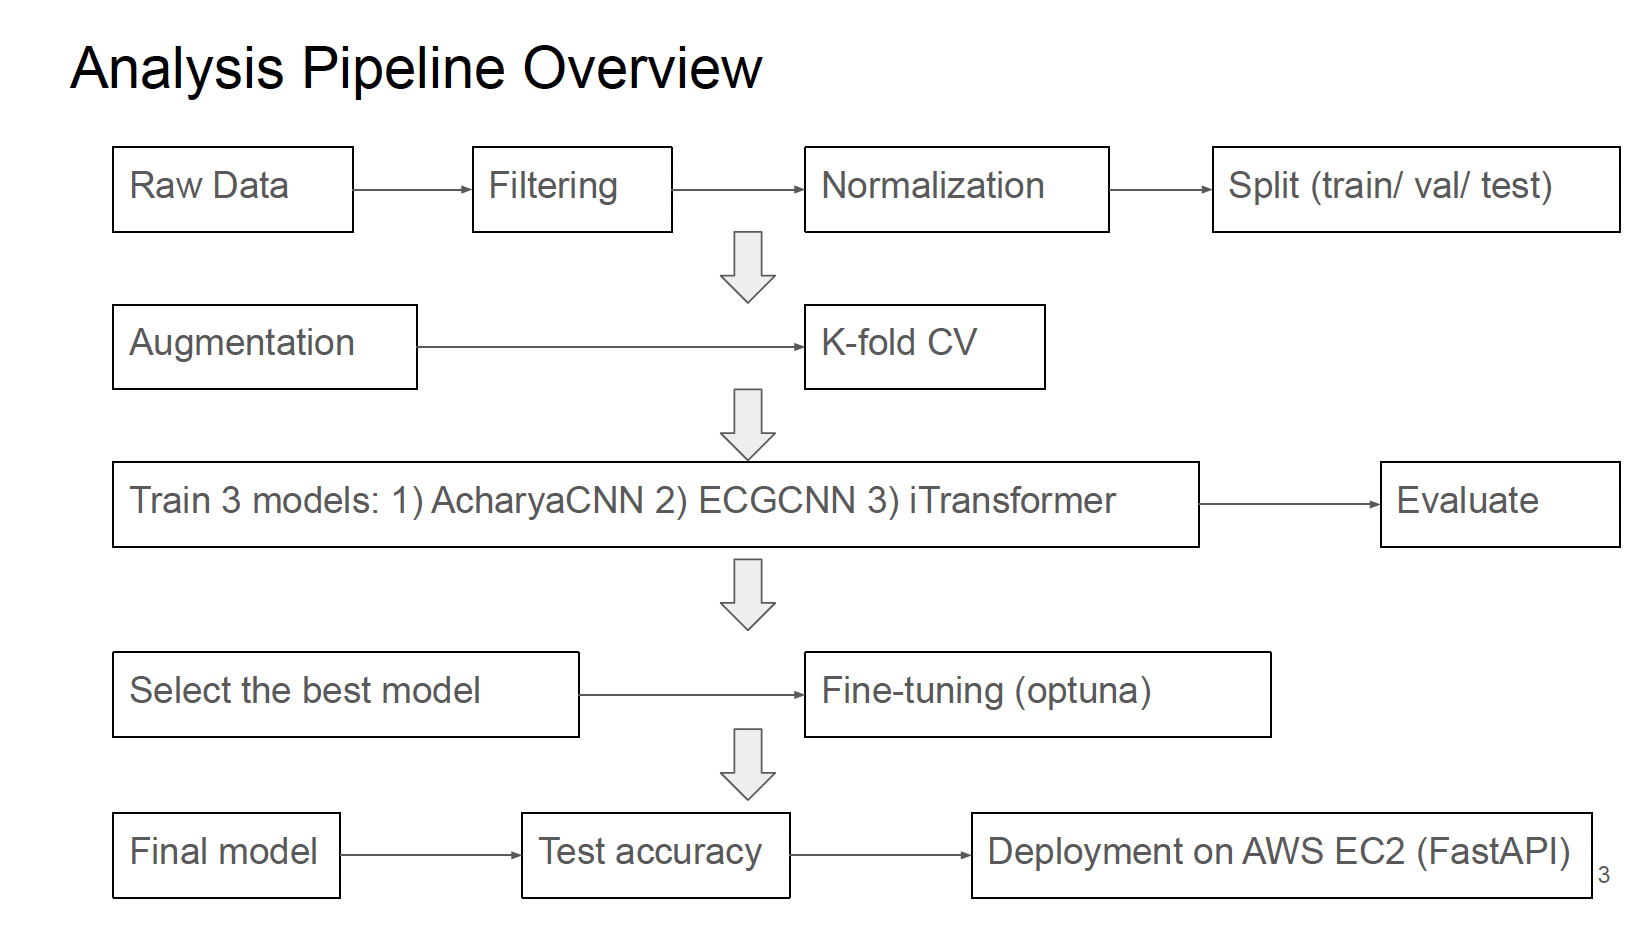 Analysis Pipeline Overview
Raw Data
Filtering
Normalization
Split (train/ val/ test)
Augmentation
K-fold CV
Train 3 models: 1) AcharyaCNN 2) ECGCNN 3) iTransformer
Evaluate
Select the best model
Fine-tuning (optuna)
Final model
Test accuracy
Deployment on AWS EC2 (FastAPI)
3